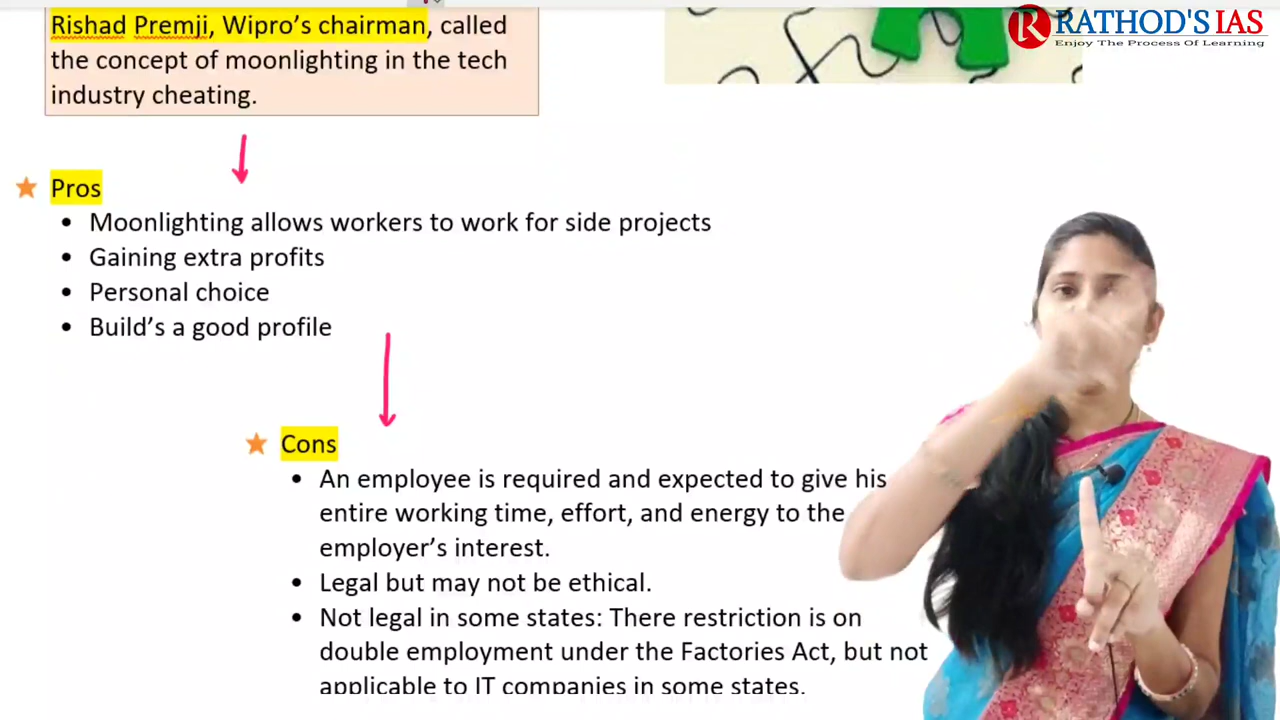 Rishad Premji, Wipro's chairman, called
the concept of moonlighting in the tech
industry cheating.
R RATHOD'S IAS
Enjoy The Process Of Learning
Pros
• Moonlighting allows workers to work for side projects
• Gaining extra profits
• Personal choice
• Build's a good profile
Cons
• An employee is required and expected to give his
entire working time, effort, and energy to the
employer's interest.
• Legal but may not be ethical.
• Not legal in some states: There restriction is on
double employment under the Factories Act, but not
applicable to IT companies in some states.